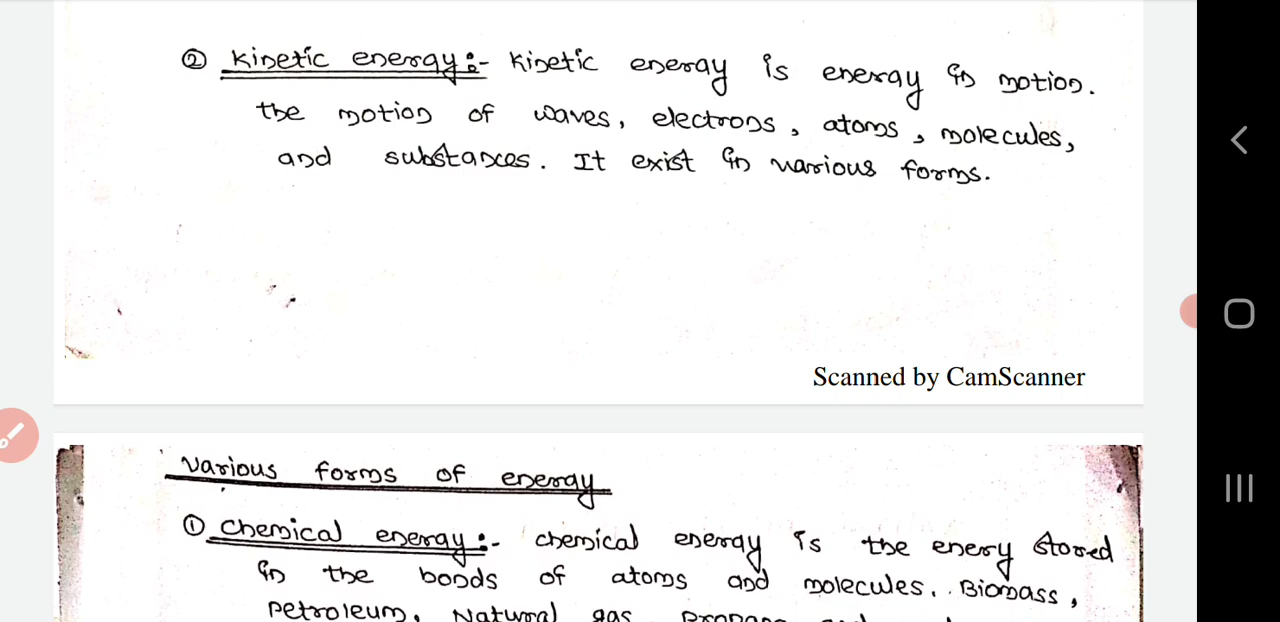 ② Kinetic energy :- Kinetic energy is energy in motion.
The motion of waves, electrons, atoms, molecules,
and substances. It exist in various forms.
Scanned by CamScanner
Various forms of energy
① Chemical energy :- chemical energy is the enery stored
in the bonds of atoms and molecules. Biomass,
Petroleum, Natural gas, Propane and